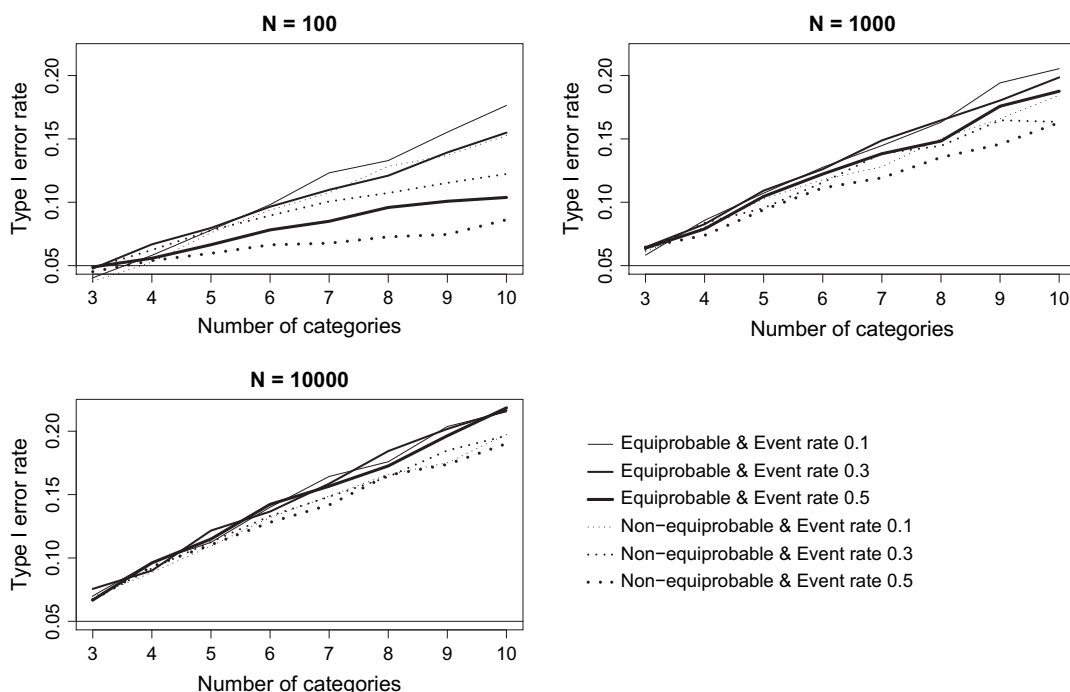 N = 100
Type I error rate
0.05 0.10 0.15 0.20
3 4 5 6 7 8 9 10
Number of categories
N = 1000
Type I error rate
0.05 0.10 0.15 0.20
3 4 5 6 7 8 9 10
Number of categories
N = 10000
Type I error rate
0.05 0.10 0.15 0.20
3 4 5 6 7 8 9 10
Number of categories
Equiprobable & Event rate 0.1
Equiprobable & Event rate 0.3
Equiprobable & Event rate 0.5
Non−equiprobable & Event rate 0.1
Non−equiprobable & Event rate 0.3
Non−equiprobable & Event rate 0.5